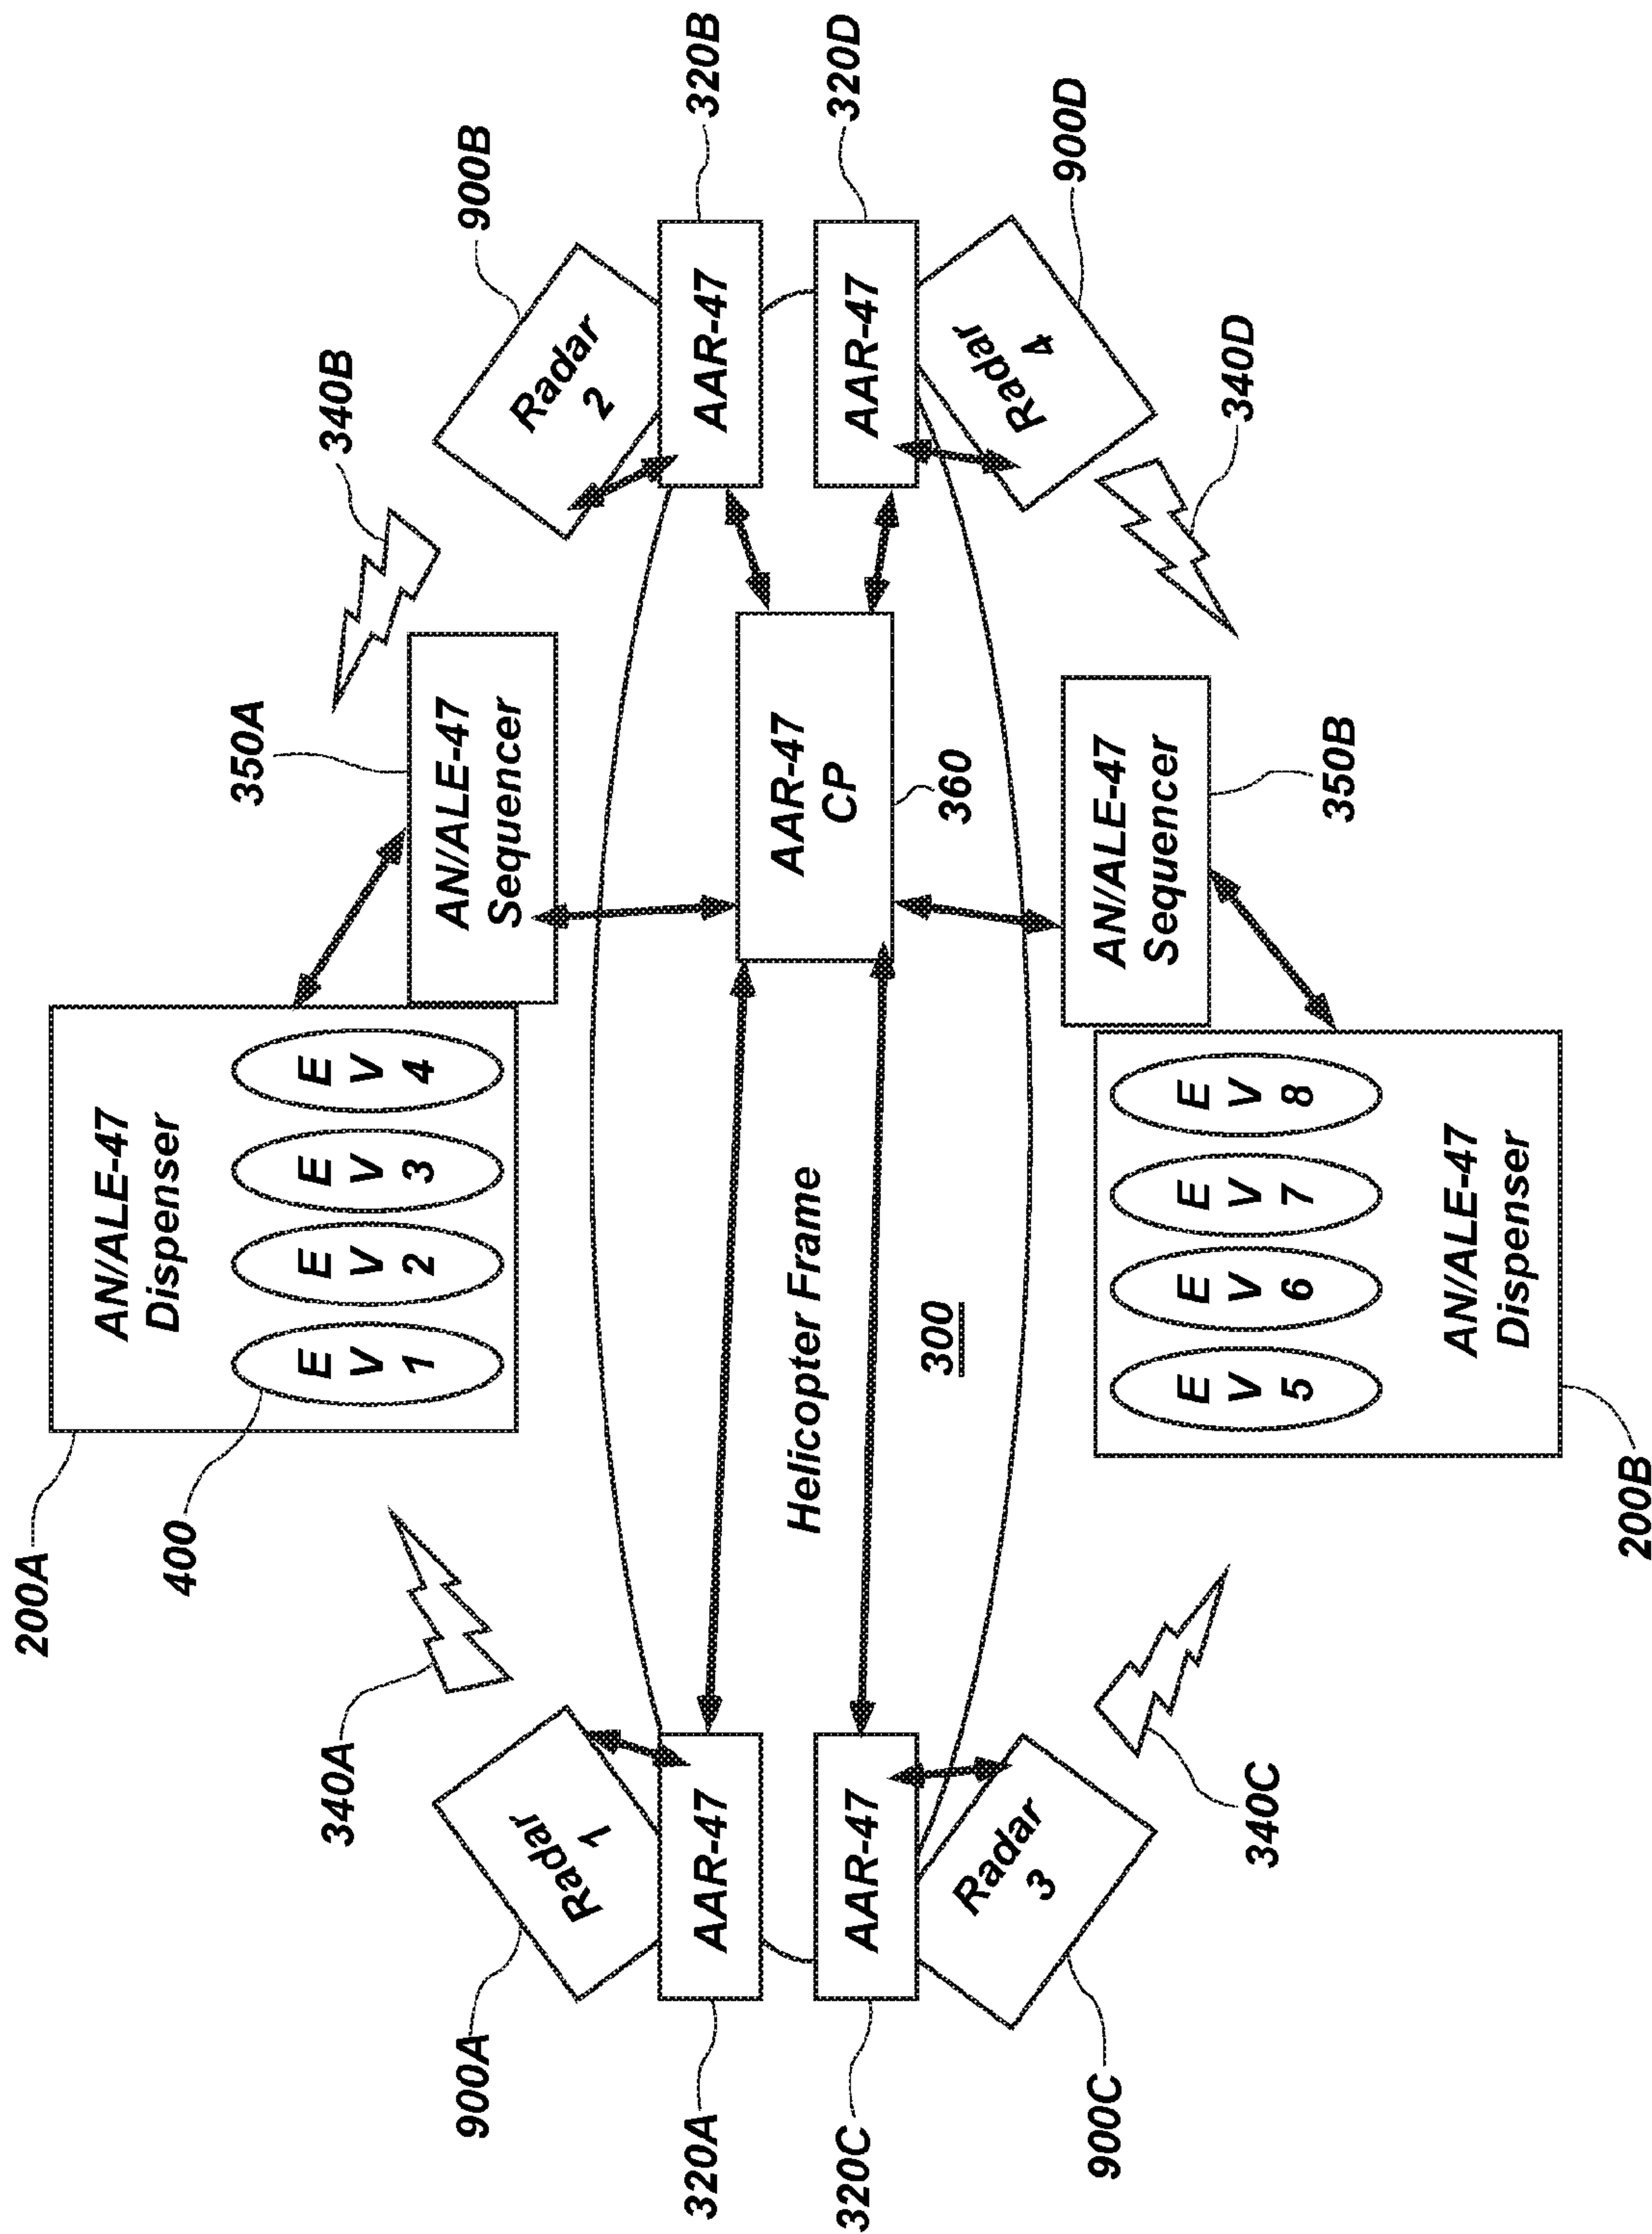 200A
400
AN/ALE-47
Dispenser
E
V
1
E
V
2
E
V
3
E
V
4
350A
AN/ALE-47
Sequencer
340A
340B
900A
Radar
1
900B
Radar
2
320A
AAR-47
320B
AAR-47
Helicopter Frame
300
AAR-47
CP
360
320C
AAR-47
320D
AAR-47
900C
Radar
3
900D
Radar
4
340C
340D
AN/ALE-47
Sequencer
350B
E
V
5
E
V
6
E
V
7
E
V
8
AN/ALE-47
Dispenser
200B